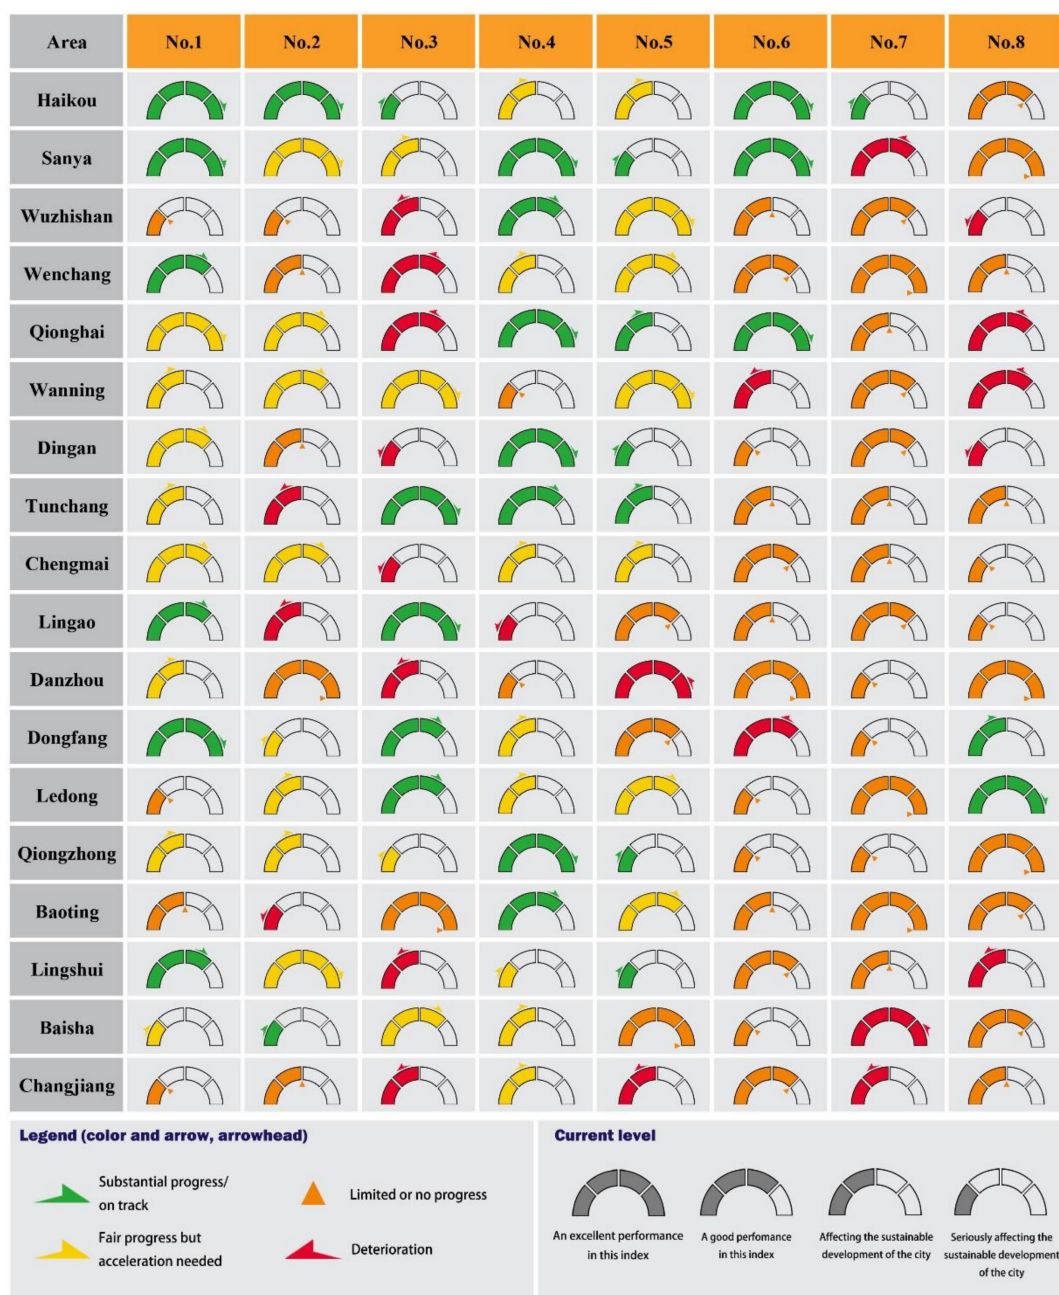 Area No.1 No.2 No.3 No.4 No.5 No.6 No.7 No.8
Haikou
Sanya
Wuzhishan
Wenchang
Qionghai
Wanning
Dingan
Tunchang
Chengmai
Lingao
Danzhou
Dongfang
Ledong
Qiongzhong
Baoting
Lingshui
Baisha
Changjiang
Legend (color and arrow, arrowhead)
Substantial progress/
on track
Limited or no progress
Fair progress but
acceleration needed
Deterioration
Current level
An excellent performance
in this index
A good perfomance
in this index
Affecting the sustainable
development of the city
Seriously affecting the
sustainable development
of the city